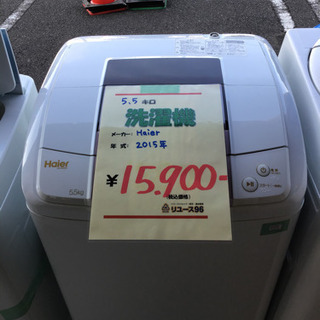 5.5キロ
洗濯機
メーカー: Haier
年 式: 2015年
¥15,900-
(税込価格)
リユース96
Haier
5.5kg